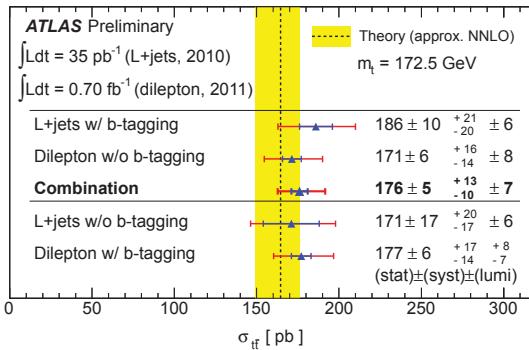 ATLAS Preliminary
∫Ldt = 35 pb⁻¹ (L+jets, 2010)
∫Ldt = 0.70 fb⁻¹ (dilepton, 2011)
Theory (approx. NNLO)
mₜ = 172.5 GeV
L+jets w/ b-tagging 186 ± 10 +21 -20 ± 6
Dilepton w/o b-tagging 171 ± 6 +16 -14 ± 8
Combination 176 ± 5 +13 -10 ± 7
L+jets w/o b-tagging 171 ± 17 +20 -17 ± 6
Dilepton w/ b-tagging 177 ± 6 +17 -14 +8 -7
(stat)±(syst)±(lumi)
0 50 100 150 200 250 300
σ_tt̄ [ pb ]